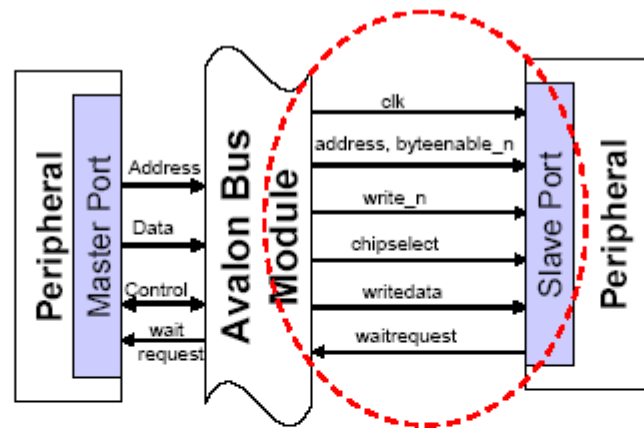 Peripheral
Master Port
Address
Data
Control
wait
request
Avalon Bus
Module
clk
address, byteenable_n
write_n
chipselect
writedata
waitrequest
Slave Port
Peripheral